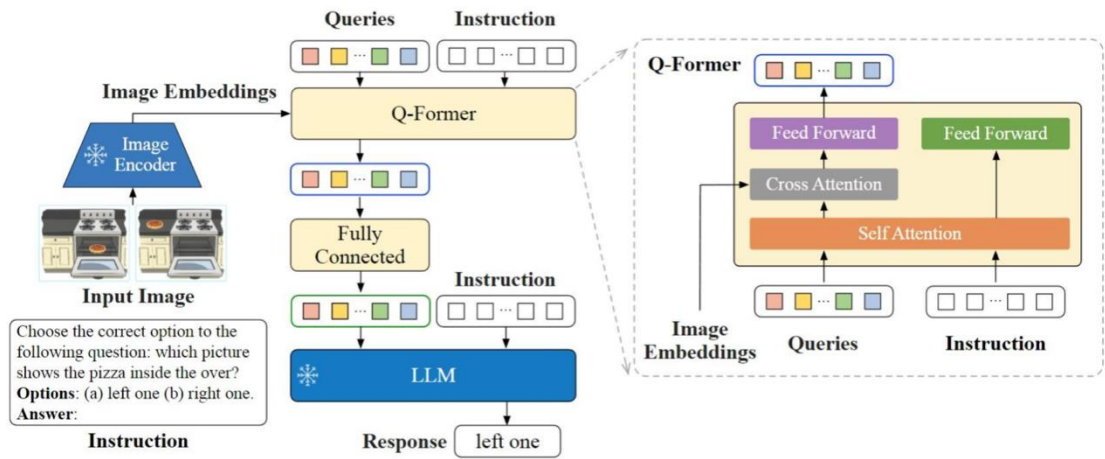 Queries
Instruction
Image Embeddings
Q-Former
Image
Encoder
Input Image
Fully
Connected
Instruction
Choose the correct option to the
following question: which picture
shows the pizza inside the over?
Options: (a) left one (b) right one.
Answer:
Instruction
LLM
Response
left one
Q-Former
Feed Forward
Feed Forward
Cross Attention
Self Attention
Image
Embeddings
Queries
Instruction